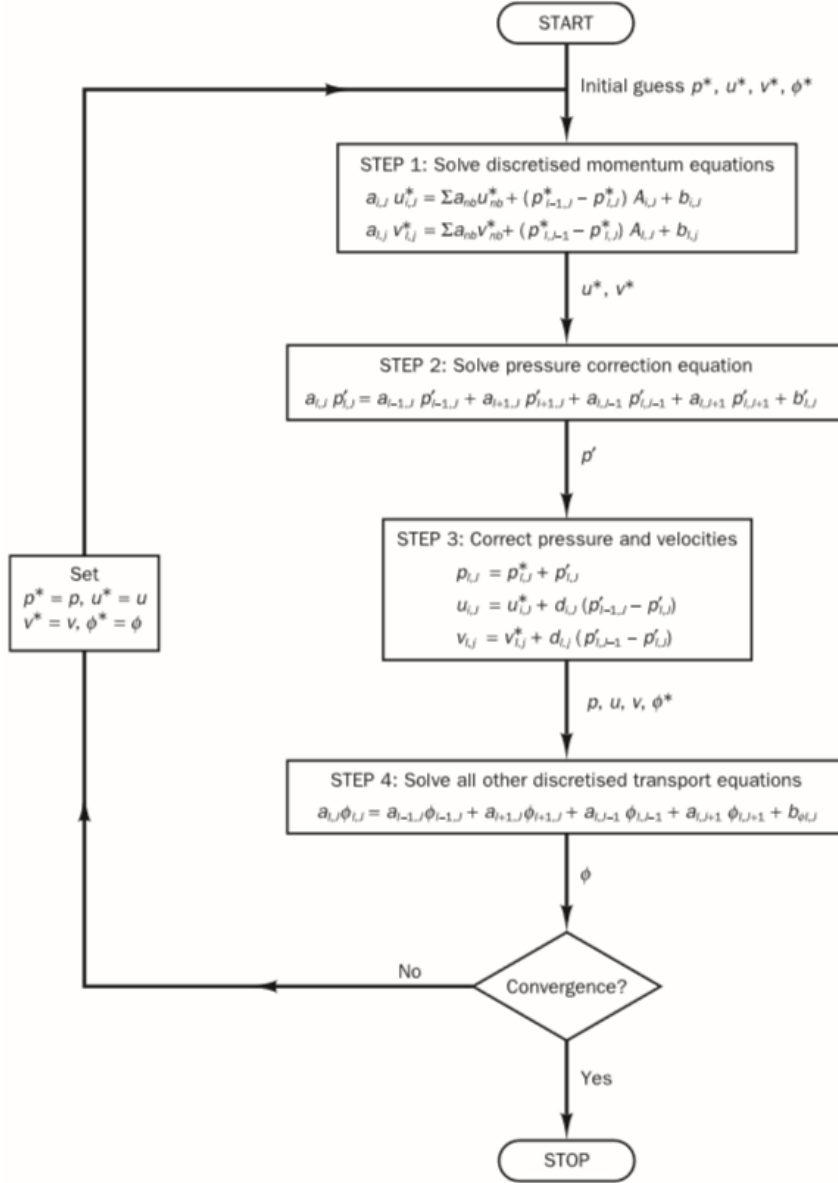 START
Initial guess p*, u*, v*, ϕ*
STEP 1: Solve discretised momentum equations
a_{i,J} u*_{i,J} = Σa_{nb}u*_{nb} + (p*_{I–1,J} – p*_{I,J}) A_{i,J} + b_{i,J}
a_{I,j} v*_{I,j} = Σa_{nb}v*_{nb} + (p*_{I,J–1} – p*_{I,J}) A_{I,j} + b_{I,j}
u*, v*
STEP 2: Solve pressure correction equation
a_{I,J} p′_{I,J} = a_{I–1,J} p′_{I–1,J} + a_{I+1,J} p′_{I+1,J} + a_{I,J–1} p′_{I,J–1} + a_{I,J+1} p′_{I,J+1} + b′_{I,J}
p′
STEP 3: Correct pressure and velocities
p_{I,J} = p*_{I,J} + p′_{I,J}
u_{i,J} = u*_{i,J} + d_{i,J} (p′_{I–1,J} – p′_{I,J})
v_{I,j} = v*_{I,j} + d_{I,j} (p′_{I,J–1} – p′_{I,J})
Set
p* = p, u* = u
v* = v, ϕ* = ϕ
p, u, v, ϕ*
STEP 4: Solve all other discretised transport equations
a_{I,J}ϕ_{I,J} = a_{I–1,J}ϕ_{I–1,J} + a_{I+1,J}ϕ_{I+1,J} + a_{I,J–1} ϕ_{I,J–1} + a_{I,J+1} ϕ_{I,J+1} + b_{ϕI,J}
ϕ
No
Convergence?
Yes
STOP